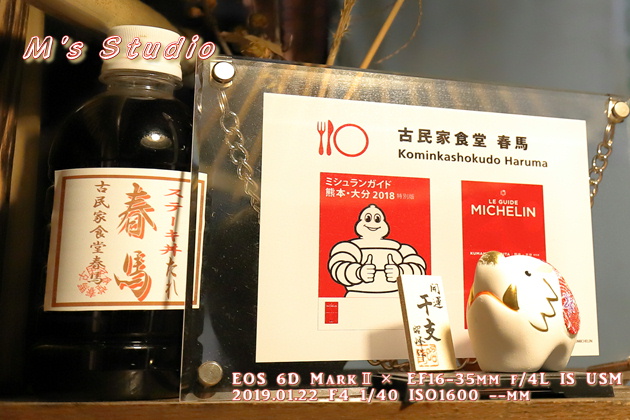 M's Studio
古民家食堂 春馬
Kominkashokudo Haruma
ミシュランガイド
熊本・大分 2018 特別版
LE GUIDE
MICHELIN
ステーキ丼たれ
春馬
古民家食堂春馬
開運
干支
EOS 6D Mark II × EF16-35mm f/4L IS USM
2019.01.22 F4 1/40 ISO1600 --mm